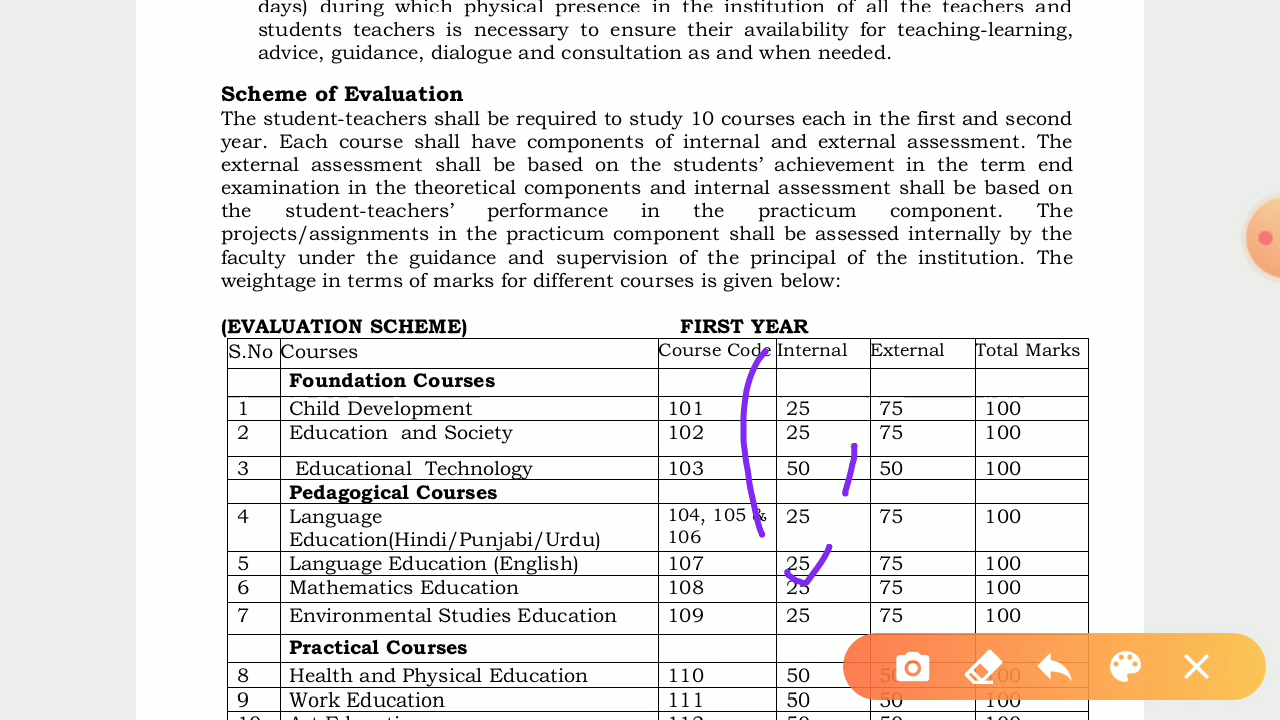 days) during which physical presence in the institution of all the teachers and
students teachers is necessary to ensure their availability for teaching-learning,
advice, guidance, dialogue and consultation as and when needed.
Scheme of Evaluation
The student-teachers shall be required to study 10 courses each in the first and second
year. Each course shall have components of internal and external assessment. The
external assessment shall be based on the students’ achievement in the term end
examination in the theoretical components and internal assessment shall be based on
the student-teachers’ performance in the practicum component. The
projects/assignments in the practicum component shall be assessed internally by the
faculty under the guidance and supervision of the principal of the institution. The
weightage in terms of marks for different courses is given below:
(EVALUATION SCHEME) FIRST YEAR
S.No Courses Course Code Internal External Total Marks
Foundation Courses
1 Child Development 101 25 75 100
2 Education and Society 102 25 75 100
3 Educational Technology 103 50 50 100
Pedagogical Courses
4 Language 104, 105 & 25 75 100
Education(Hindi/Punjabi/Urdu) 106
5 Language Education (English) 107 25 75 100
6 Mathematics Education 108 25 75 100
7 Environmental Studies Education 109 25 75 100
Practical Courses
8 Health and Physical Education 110 50 50 100
9 Work Education 111 50 50 100